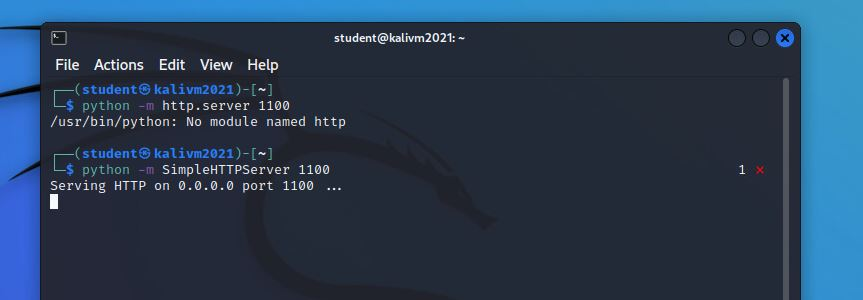 student@kalivm2021: ~
File Actions Edit View Help
┌──(student㉿kalivm2021)-[~]
└─$ python -m http.server 1100
/usr/bin/python: No module named http
┌──(student㉿kalivm2021)-[~]
└─$ python -m SimpleHTTPServer 1100 1 ⨯
Serving HTTP on 0.0.0.0 port 1100 ...